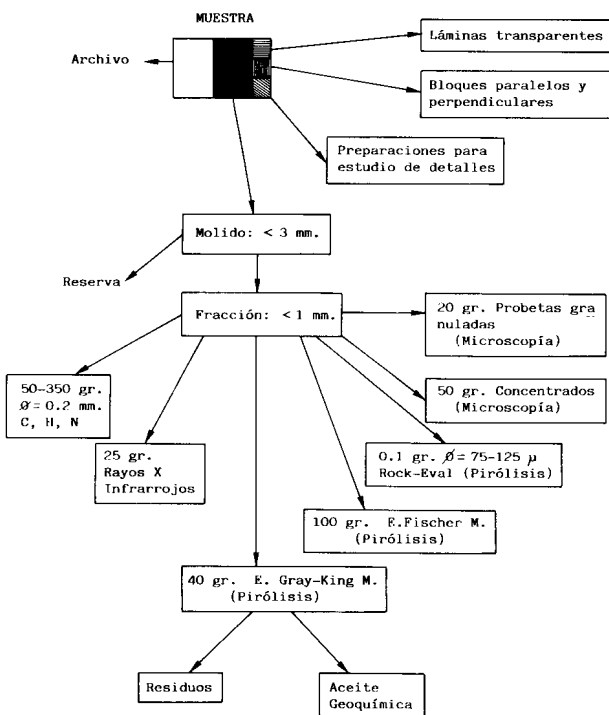 MUESTRA
Archivo
Láminas transparentes
Bloques paralelos y
perpendiculares
Preparaciones para
estudio de detalles
Molido: < 3 mm.
Reserva
Fracción: < 1 mm.
20 gr. Probetas gra
nuladas
(Microscopía)
50 gr. Concentrados
(Microscopía)
50-350 gr.
Ø = 0.2 mm.
C, H, N
25 gr.
Rayos X
Infrarrojos
0.1 gr. Ø = 75-125 µ
Rock-Eval (Pirólisis)
100 gr. E.Fischer M.
(Pirólisis)
40 gr. E. Gray-King M.
(Pirólisis)
Residuos
Aceite
Geoquímica